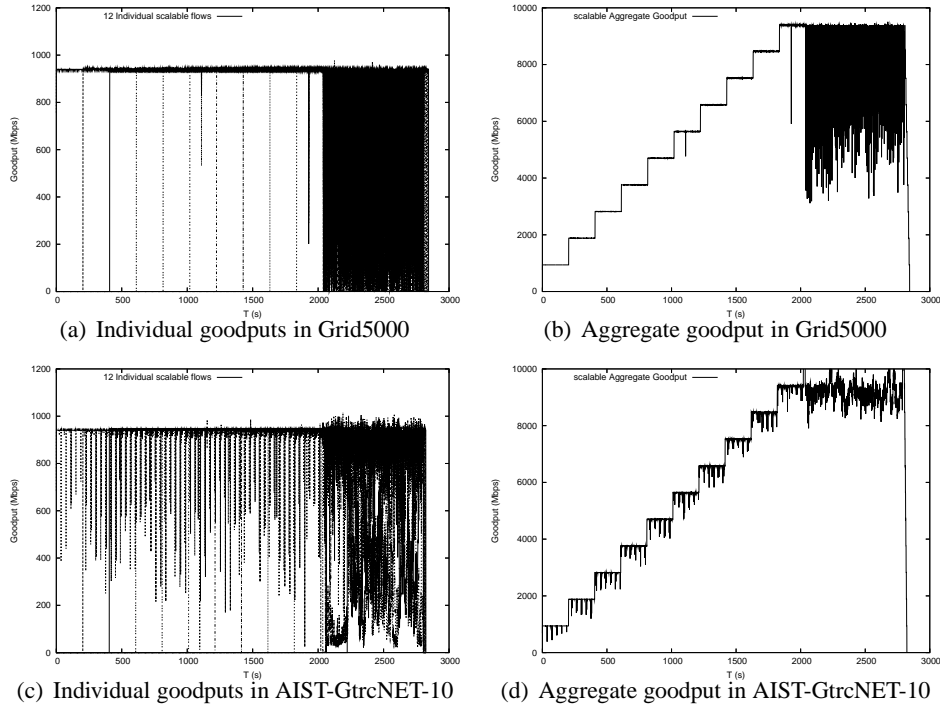 12 Individual scalable flows
Goodput (Mbps)
1200
1000
800
600
400
200
0
0 500 1000 1500 2000 2500 3000
T (s)
(a) Individual goodputs in Grid5000
scalable Aggregate Goodput
Goodput (Mbps)
10000
8000
6000
4000
2000
0
0 500 1000 1500 2000 2500 3000
T (s)
(b) Aggregate goodput in Grid5000
12 Individual scalable flows
Goodput (Mbps)
1200
1000
800
600
400
200
0
0 500 1000 1500 2000 2500 3000
T (s)
(c) Individual goodputs in AIST-GtrcNET-10
scalable Aggregate Goodput
Goodput (Mbps)
10000
8000
6000
4000
2000
0
0 500 1000 1500 2000 2500 3000
T (s)
(d) Aggregate goodput in AIST-GtrcNET-10